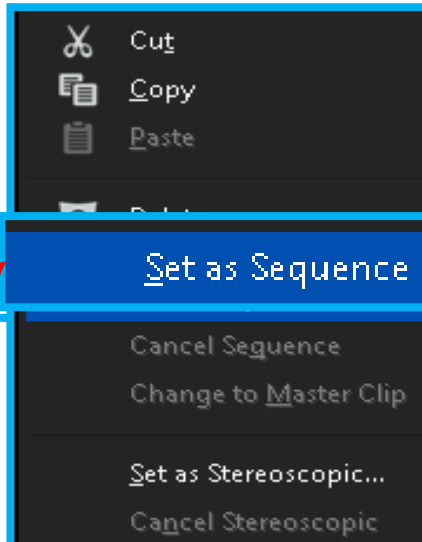 Cut
Copy
Paste
Set as Sequence
Cancel Sequence
Change to Master Clip
Set as Stereoscopic...
Cancel Stereoscopic